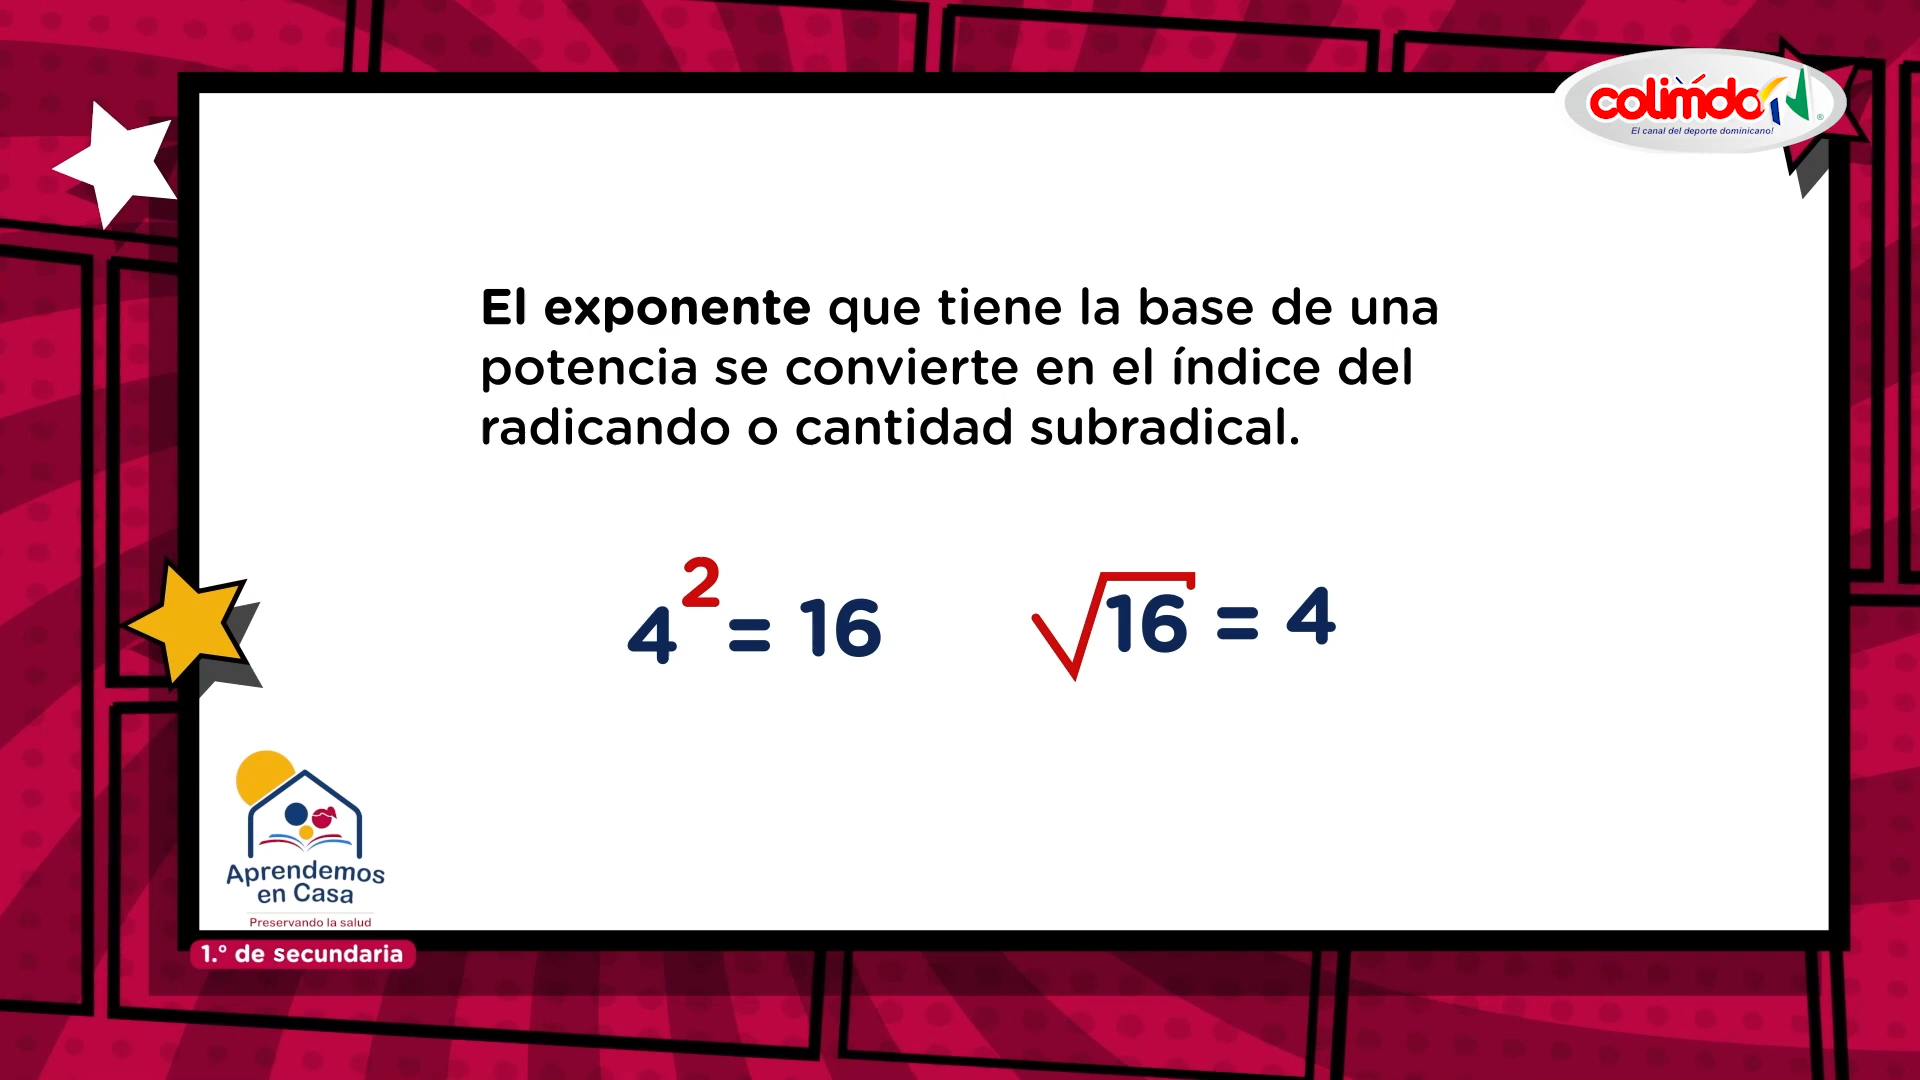 colimdo
El canal del deporte dominicano!
El exponente que tiene la base de una
potencia se convierte en el índice del
radicando o cantidad subradical.
4² = 16
√16 = 4
Aprendemos
en Casa
Preservando la salud
1.° de secundaria